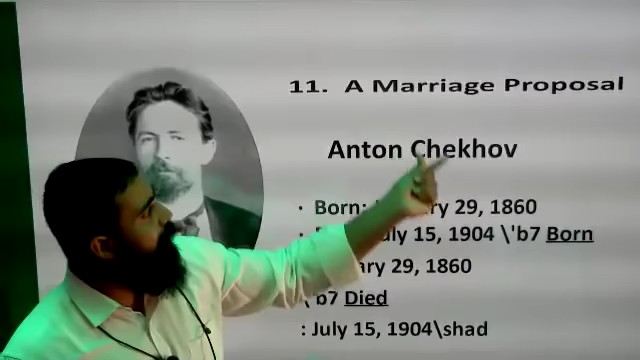 11. A Marriage Proposal
Anton Chekhov
· Born: ry 29, 1860
· uly 15, 1904 \'b7 Born
ary 29, 1860
\'b7 Died
: July 15, 1904\shad